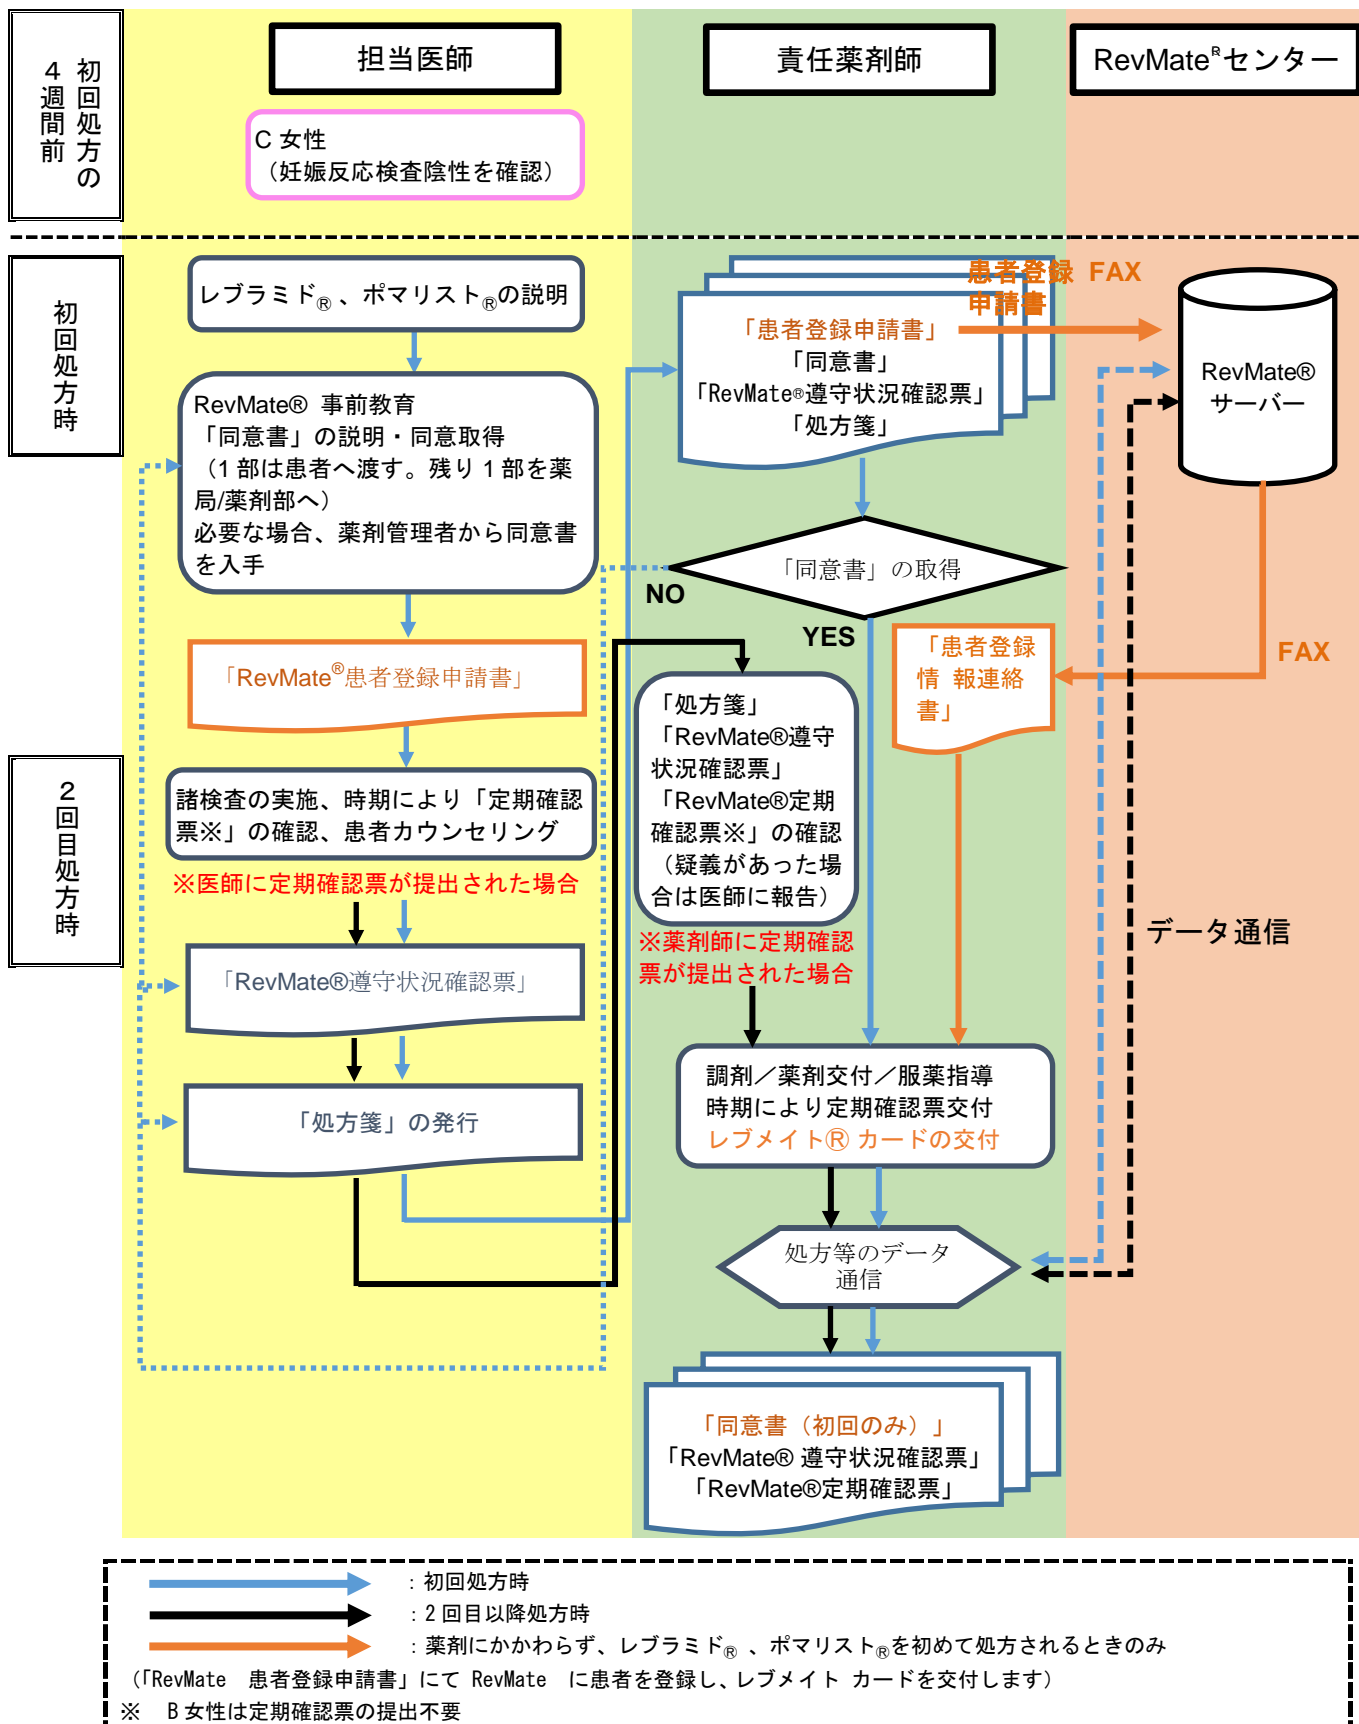 初回処方の
４週間前
担当医師
責任薬剤師
RevMate®センター
C 女性
（妊娠反応検査陰性を確認）
初回処方時
レブラミド®、ポマリスト®の説明
RevMate® 事前教育
「同意書」の説明・同意取得
（1 部は患者へ渡す。残り 1 部を薬
局/薬剤部へ）
必要な場合、薬剤管理者から同意書
を入手
「RevMate®患者登録申請書」
２回目処方時
諸検査の実施、時期により「定期確認
票※」の確認、患者カウンセリング
※医師に定期確認票が提出された場合
「RevMate®遵守状況確認票」
「処方箋」の発行
患者登録 FAX
申請書
「患者登録申請書」
「同意書」
「RevMate®遵守状況確認票」
「処方箋」
「同意書」の取得
NO
YES
「処方箋」
「RevMate®遵守
状況確認票」
「RevMate®定期
確認票※」の確認
（疑義があった場
合は医師に報告）
※薬剤師に定期確認
票が提出された場合
「患者登録
情 報連絡
書」
調剤／薬剤交付／服薬指導
時期により定期確認票交付
レブメイト® カードの交付
処方等のデータ
通信
「同意書（初回のみ）」
「RevMate® 遵守状況確認票」
「RevMate®定期確認票」
RevMate®
サーバー
FAX
データ通信
：初回処方時
：2 回目以降処方時
：薬剤にかかわらず、レブラミド®、ポマリスト®を初めて処方されるときのみ
（「RevMate　患者登録申請書」にて RevMate　に患者を登録し、レブメイト カードを交付します）
※　B 女性は定期確認票の提出不要